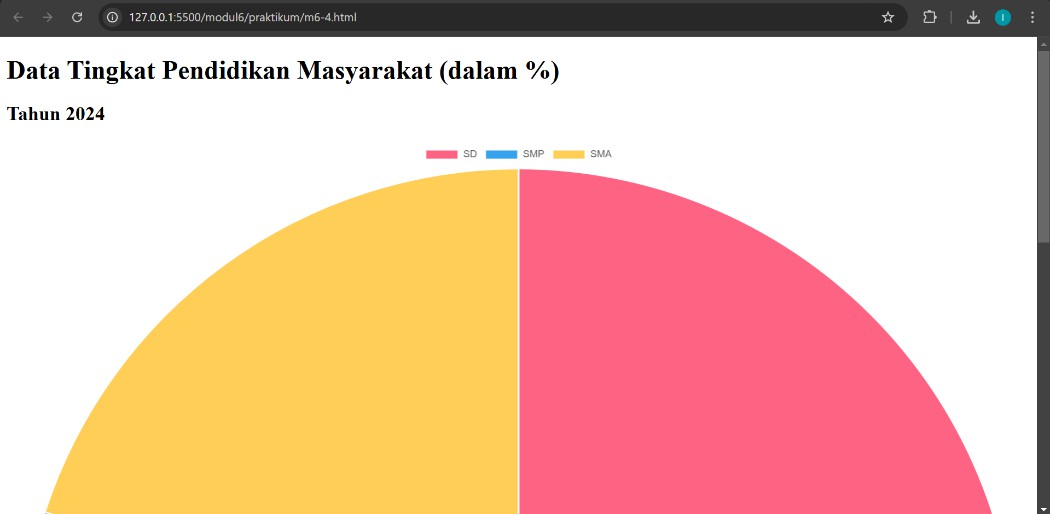 127.0.0.1:5500/modul6/praktikum/m6-4.html
I
Data Tingkat Pendidikan Masyarakat (dalam %)
Tahun 2024
SD SMP SMA